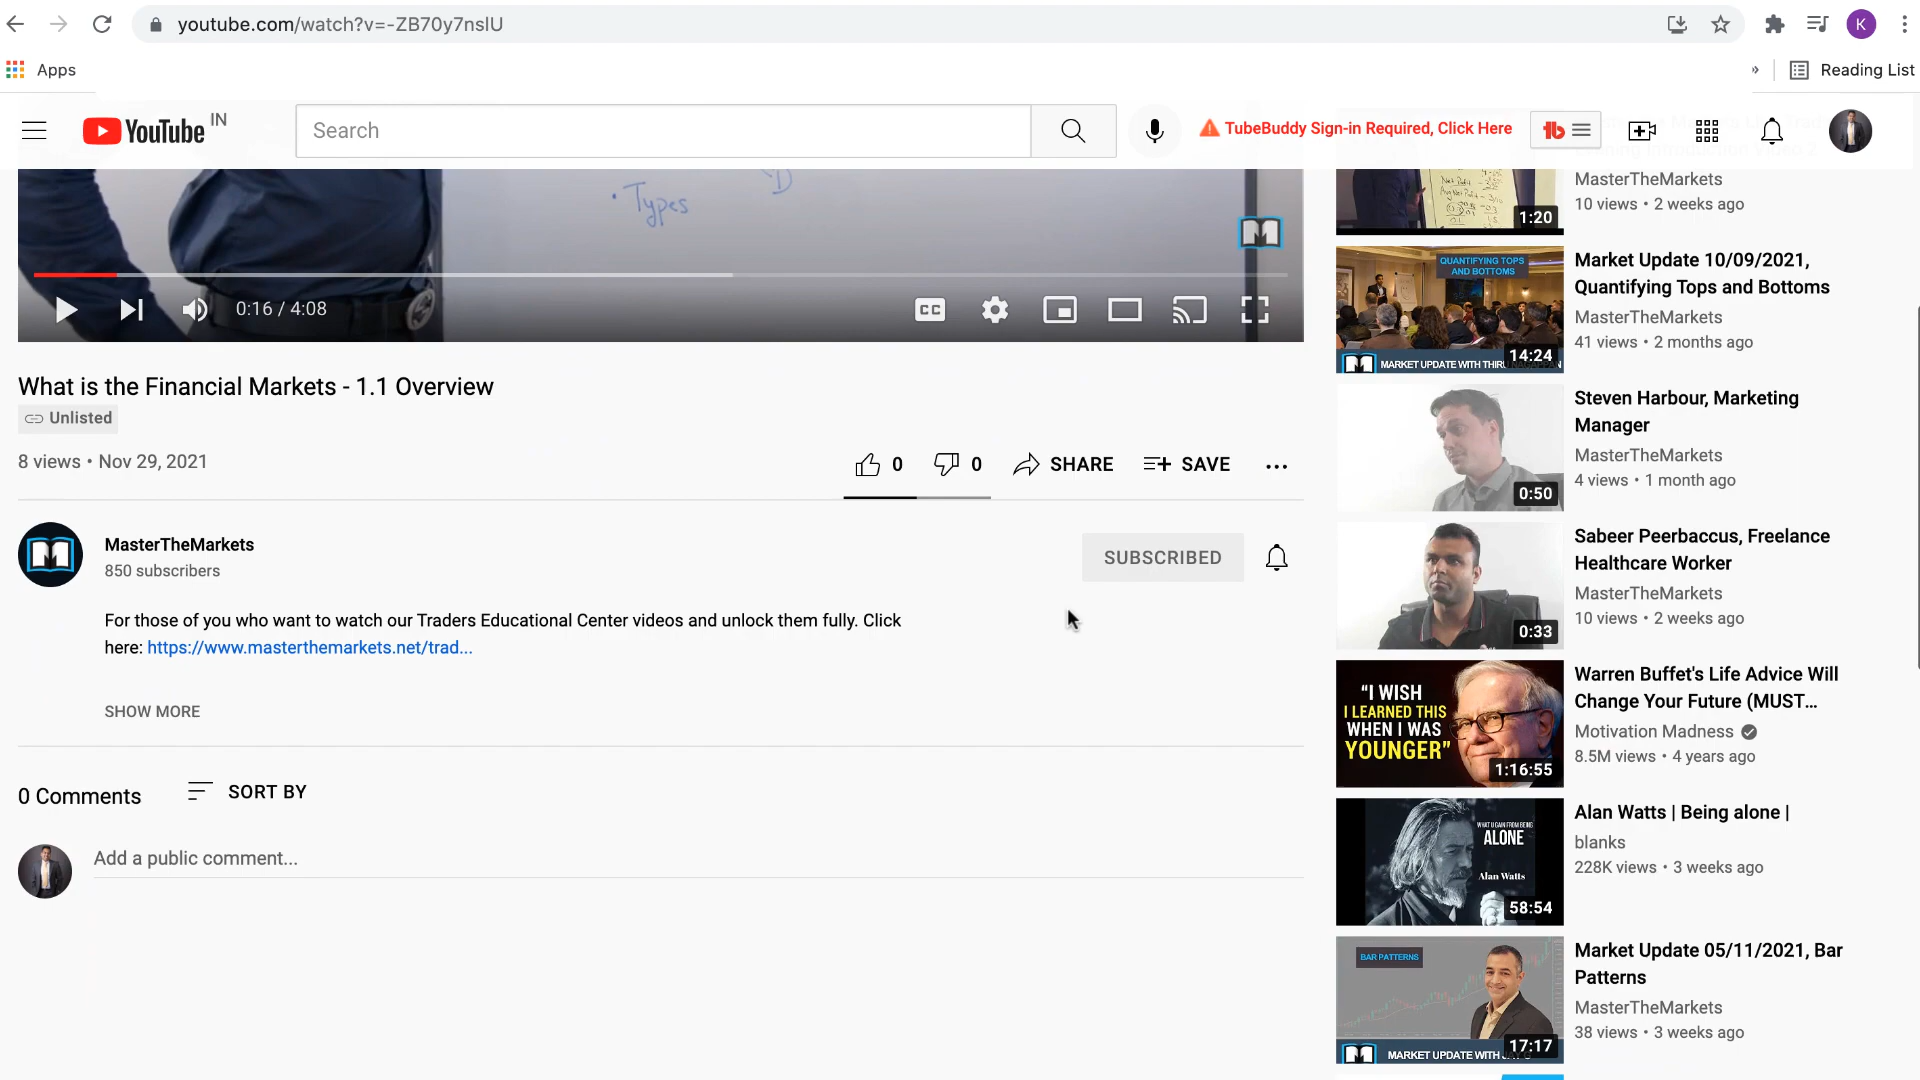 youtube.com/watch?v=-ZB70y7nslU
K
Apps
»
Reading List
YouTube IN
Search
TubeBuddy Sign-in Required, Click Here
tb
• Types
D
0:16 / 4:08
CC
What is the Financial Markets - 1.1 Overview
Unlisted
8 views • Nov 29, 2021
0
0
SHARE
SAVE
MasterTheMarkets
850 subscribers
SUBSCRIBED
For those of you who want to watch our Traders Educational Center videos and unlock them fully. Click
here: https://www.masterthemarkets.net/trad...
SHOW MORE
0 Comments
SORT BY
Add a public comment...
Net Profit
1:20
MasterTheMarkets
10 views • 2 weeks ago
QUANTIFYING TOPS
AND BOTTOMS
14:24
MARKET UPDATE WITH
Market Update 10/09/2021,
Quantifying Tops and Bottoms
MasterTheMarkets
41 views • 2 months ago
0:50
Steven Harbour, Marketing
Manager
MasterTheMarkets
4 views • 1 month ago
0:33
Sabeer Peerbaccus, Freelance
Healthcare Worker
MasterTheMarkets
10 views • 2 weeks ago
“I WISH
I LEARNED THIS
WHEN I WAS
YOUNGER”
1:16:55
Warren Buffet's Life Advice Will
Change Your Future (MUST...
Motivation Madness
8.5M views • 4 years ago
WHAT U GAIN FROM BEING
ALONE
Alan Watts
58:54
Alan Watts | Being alone |
blanks
228K views • 3 weeks ago
BAR PATTERNS
17:17
MARKET UPDATE WITH
Market Update 05/11/2021, Bar
Patterns
MasterTheMarkets
38 views • 3 weeks ago